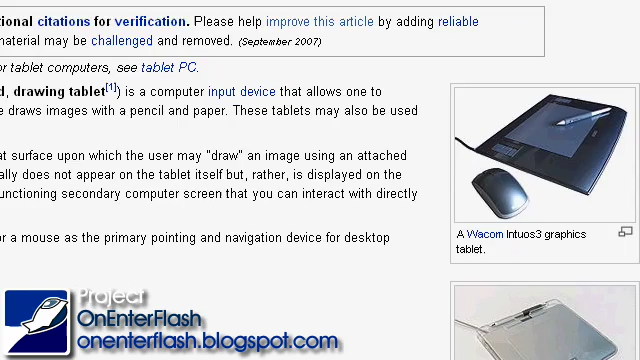 tional citations for verification. Please help improve this article by adding reliable
material may be challenged and removed. (September 2007)
or tablet computers, see tablet PC.
d, drawing tablet[1]) is a computer input device that allows one to
e draws images with a pencil and paper. These tablets may also be used
at surface upon which the user may "draw" an image using an attached
ally does not appear on the tablet itself but, rather, is displayed on the
unctioning secondary computer screen that you can interact with directly
or a mouse as the primary pointing and navigation device for desktop
A Wacom Intuos3 graphics
tablet.
Project
OnEnterFlash
onenterflash.blogspot.com